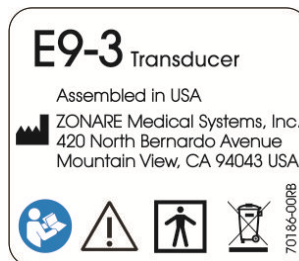 E9-3 Transducer
Assembled in USA
ZONARE Medical Systems, Inc.
420 North Bernardo Avenue
Mountain View, CA 94043 USA
70186-00RB